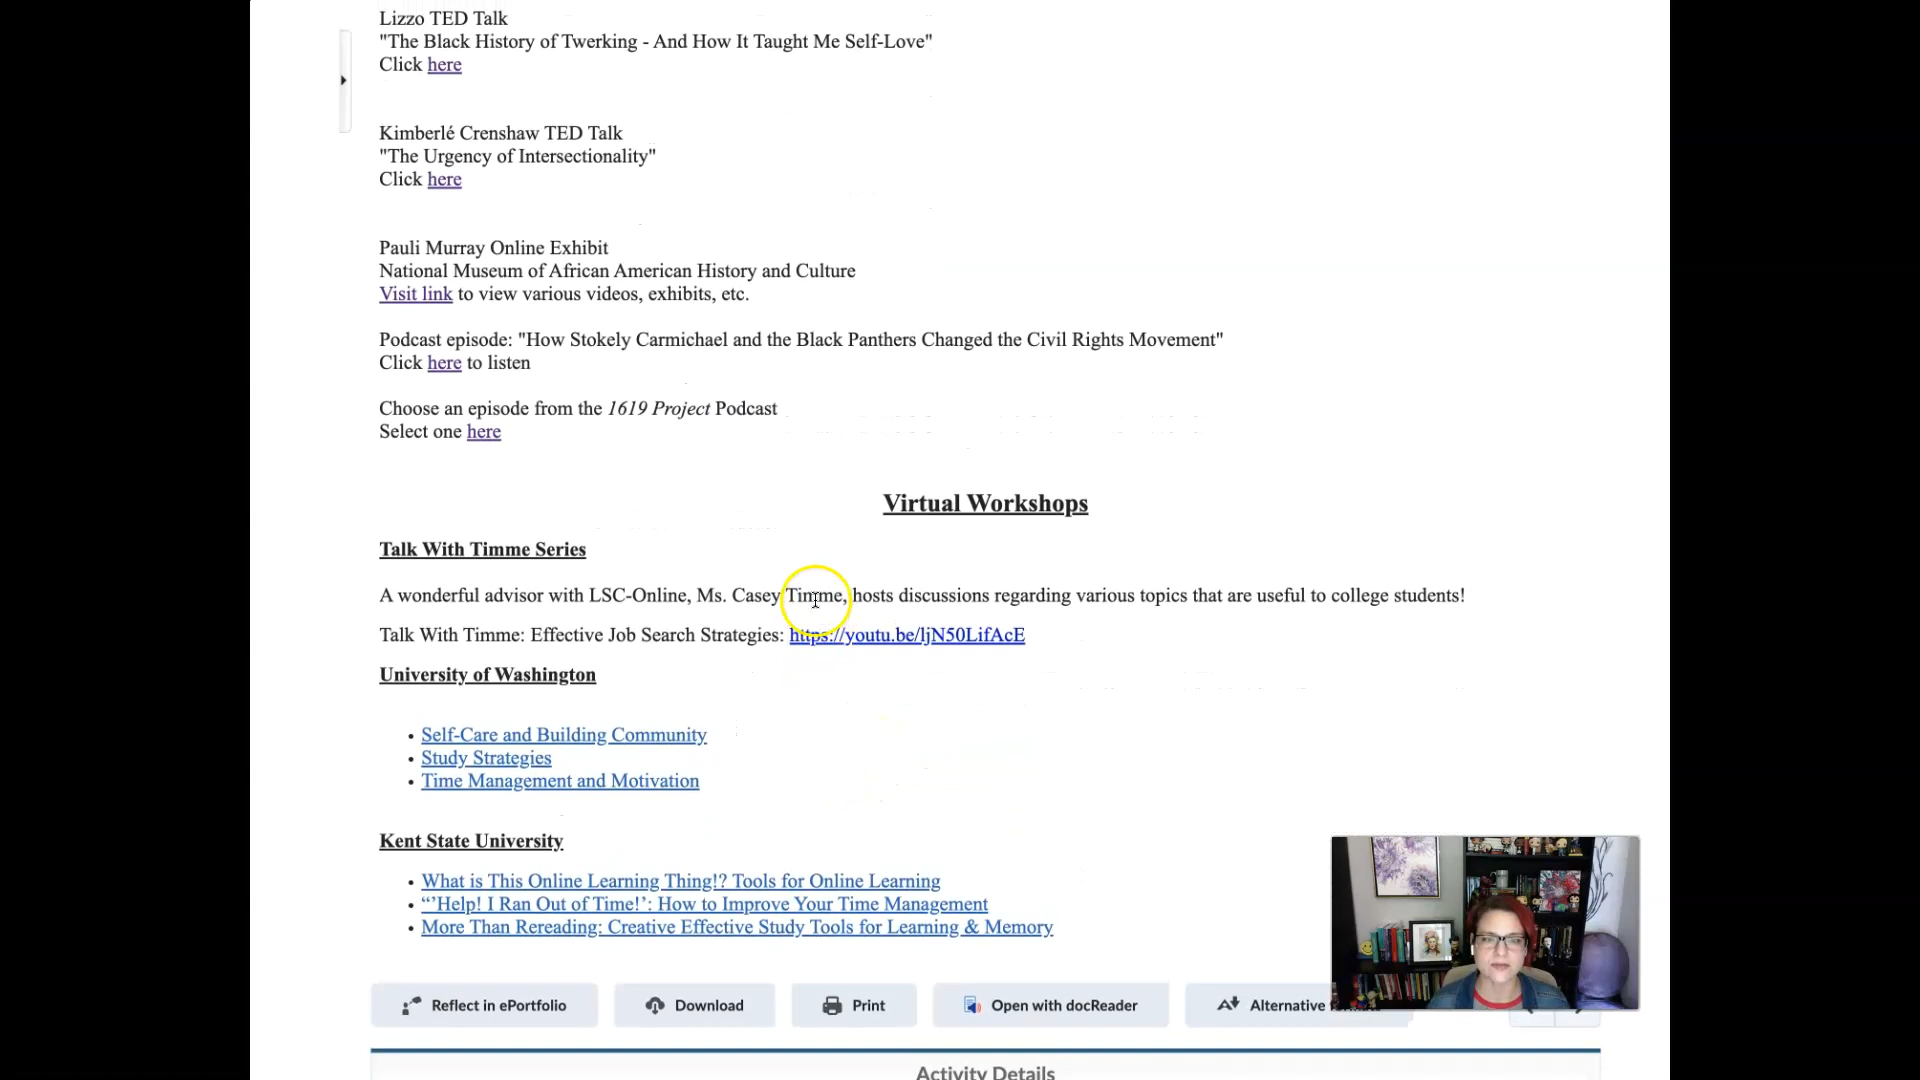 Lizzo TED Talk
"The Black History of Twerking - And How It Taught Me Self-Love"
Click here
Kimberlé Crenshaw TED Talk
"The Urgency of Intersectionality"
Click here
Pauli Murray Online Exhibit
National Museum of African American History and Culture
Visit link to view various videos, exhibits, etc.
Podcast episode: "How Stokely Carmichael and the Black Panthers Changed the Civil Rights Movement"
Click here to listen
Choose an episode from the 1619 Project Podcast
Select one here
Virtual Workshops
Talk With Timme Series
A wonderful advisor with LSC-Online, Ms. Casey Timme, hosts discussions regarding various topics that are useful to college students!
Talk With Timme: Effective Job Search Strategies: https://youtu.be/ljN50LifAcE
University of Washington
• Self-Care and Building Community
• Study Strategies
• Time Management and Motivation
Kent State University
• What is This Online Learning Thing!? Tools for Online Learning
• “’Help! I Ran Out of Time!’: How to Improve Your Time Management
• More Than Rereading: Creative Effective Study Tools for Learning & Memory
Reflect in ePortfolio
Download
Print
Open with docReader
Alternative
Activity Details